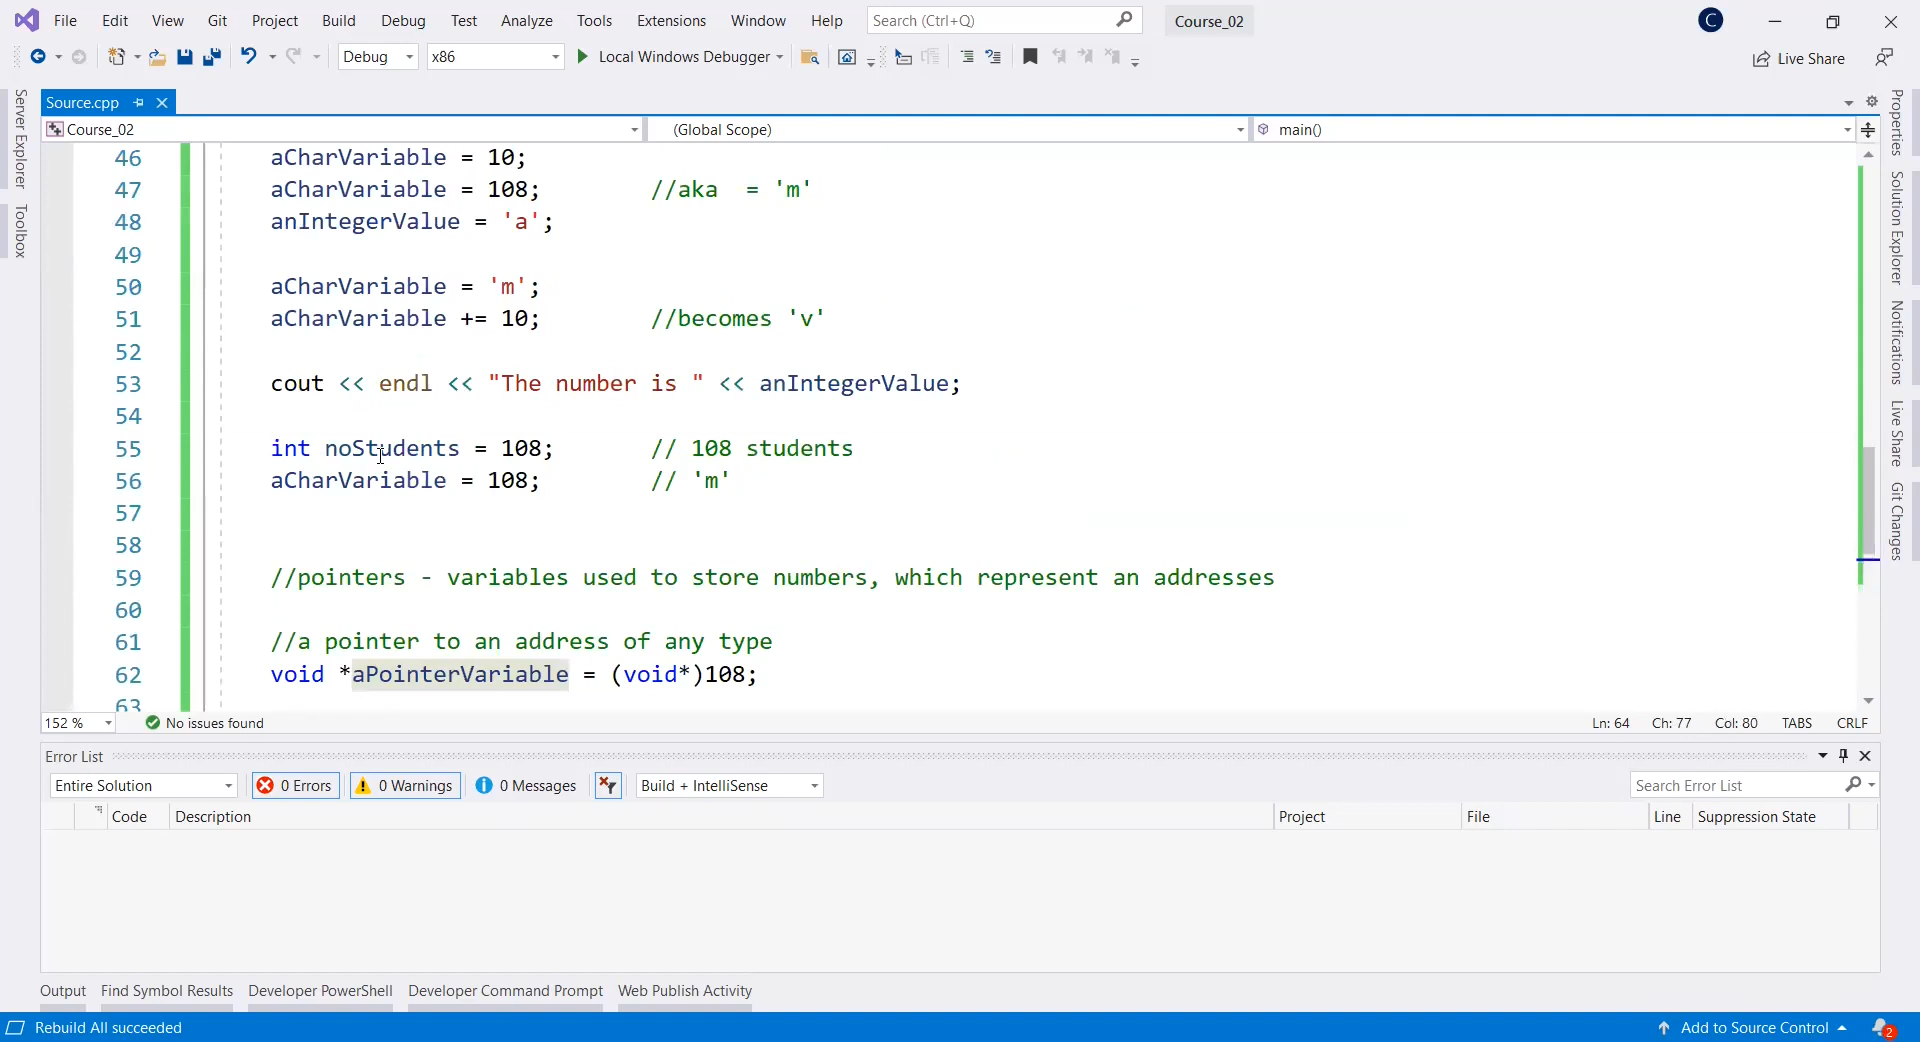 File Edit View Git Project Build Debug Test Analyze Tools Extensions Window Help Search (Ctrl+Q) Course_02 C
Debug x86 Local Windows Debugger Live Share
Source.cpp
Course_02 (Global Scope) main()
46 aCharVariable = 10;
47 aCharVariable = 108; //aka = 'm'
48 anIntegerValue = 'a';
49
50 aCharVariable = 'm';
51 aCharVariable += 10; //becomes 'v'
52
53 cout << endl << "The number is " << anIntegerValue;
54
55 int noStudents = 108; // 108 students
56 aCharVariable = 108; // 'm'
57
58
59 //pointers - variables used to store numbers, which represent an addresses
60
61 //a pointer to an address of any type
62 void *aPointerVariable = (void*)108;
63
152 % No issues found Ln: 64 Ch: 77 Col: 80 TABS CRLF
Error List
Entire Solution 0 Errors 0 Warnings 0 Messages Build + IntelliSense Search Error List
Code Description Project File Line Suppression State
Output Find Symbol Results Developer PowerShell Developer Command Prompt Web Publish Activity
Rebuild All succeeded Add to Source Control 2
Server Explorer
Toolbox
Properties
Solution Explorer
Notifications
Live Share
Git Changes